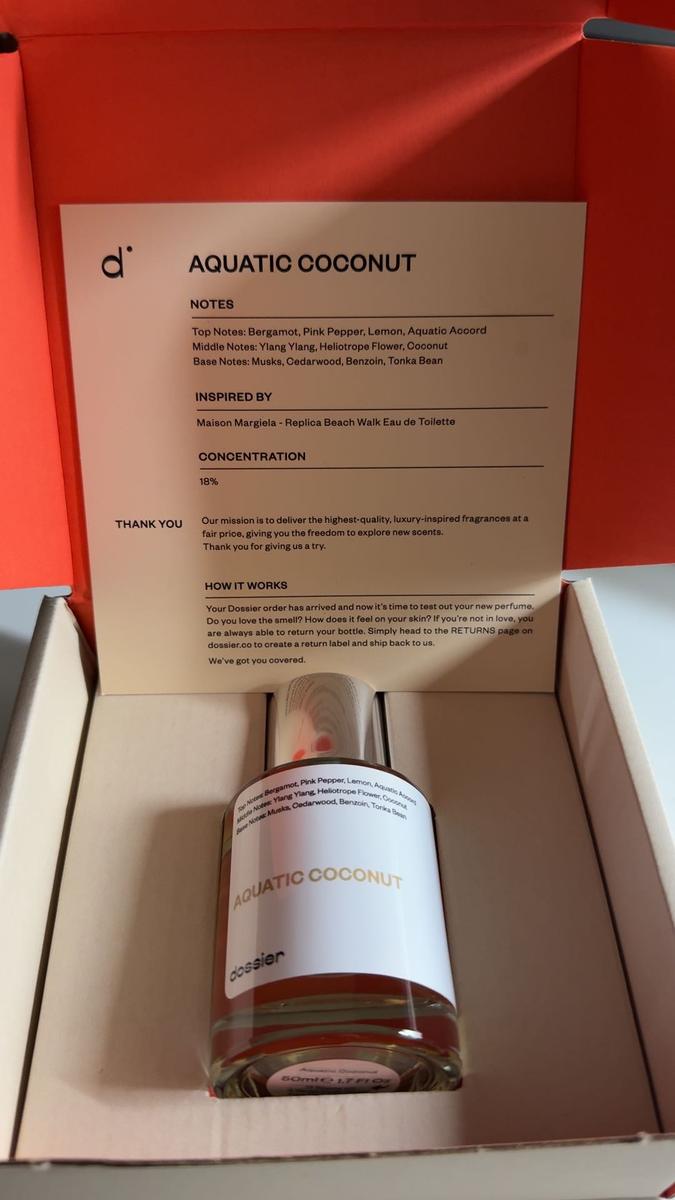 d
AQUATIC COCONUT
NOTES
Top Notes: Bergamot, Pink Pepper, Lemon, Aquatic Accord
Middle Notes: Ylang Ylang, Heliotrope Flower, Coconut
Base Notes: Musks, Cedarwood, Benzoin, Tonka Bean
INSPIRED BY
Maison Margiela - Replica Beach Walk Eau de Toilette
CONCENTRATION
18%
THANK YOU
Our mission is to deliver the highest-quality, luxury-inspired fragrances at a
fair price, giving you the freedom to explore new scents.
Thank you for giving us a try.
HOW IT WORKS
Your Dossier order has arrived and now it's time to test out your new perfume.
Do you love the smell? How does it feel on your skin? If you're not in love, you
are always able to return your bottle. Simply head to the RETURNS page on
dossier.co to create a return label and ship back to us.
We've got you covered.
Top Notes: Bergamot, Pink Pepper, Lemon, Aquatic Accord
Middle Notes: Ylang Ylang, Heliotrope Flower, Coconut
Base Notes: Musks, Cedarwood, Benzoin, Tonka Bean
AQUATIC COCONUT
dossier
Aquatic Coconut
50ml ℮ 1.7 Fl Oz